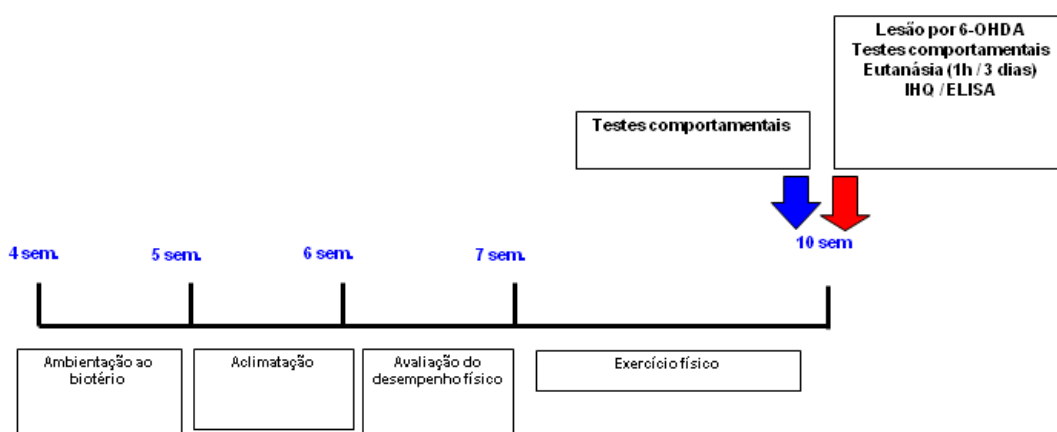 Lesão por 6-OHDA
Testes comportamentais
Eutanásia (1h / 3 dias)
IHQ / ELISA
Testes comportamentais
4 sem.
5 sem.
6 sem.
7 sem.
10 sem
Ambientação ao
biotério
Aclimatação
Avaliação do
desempenho físico
Exercício físico